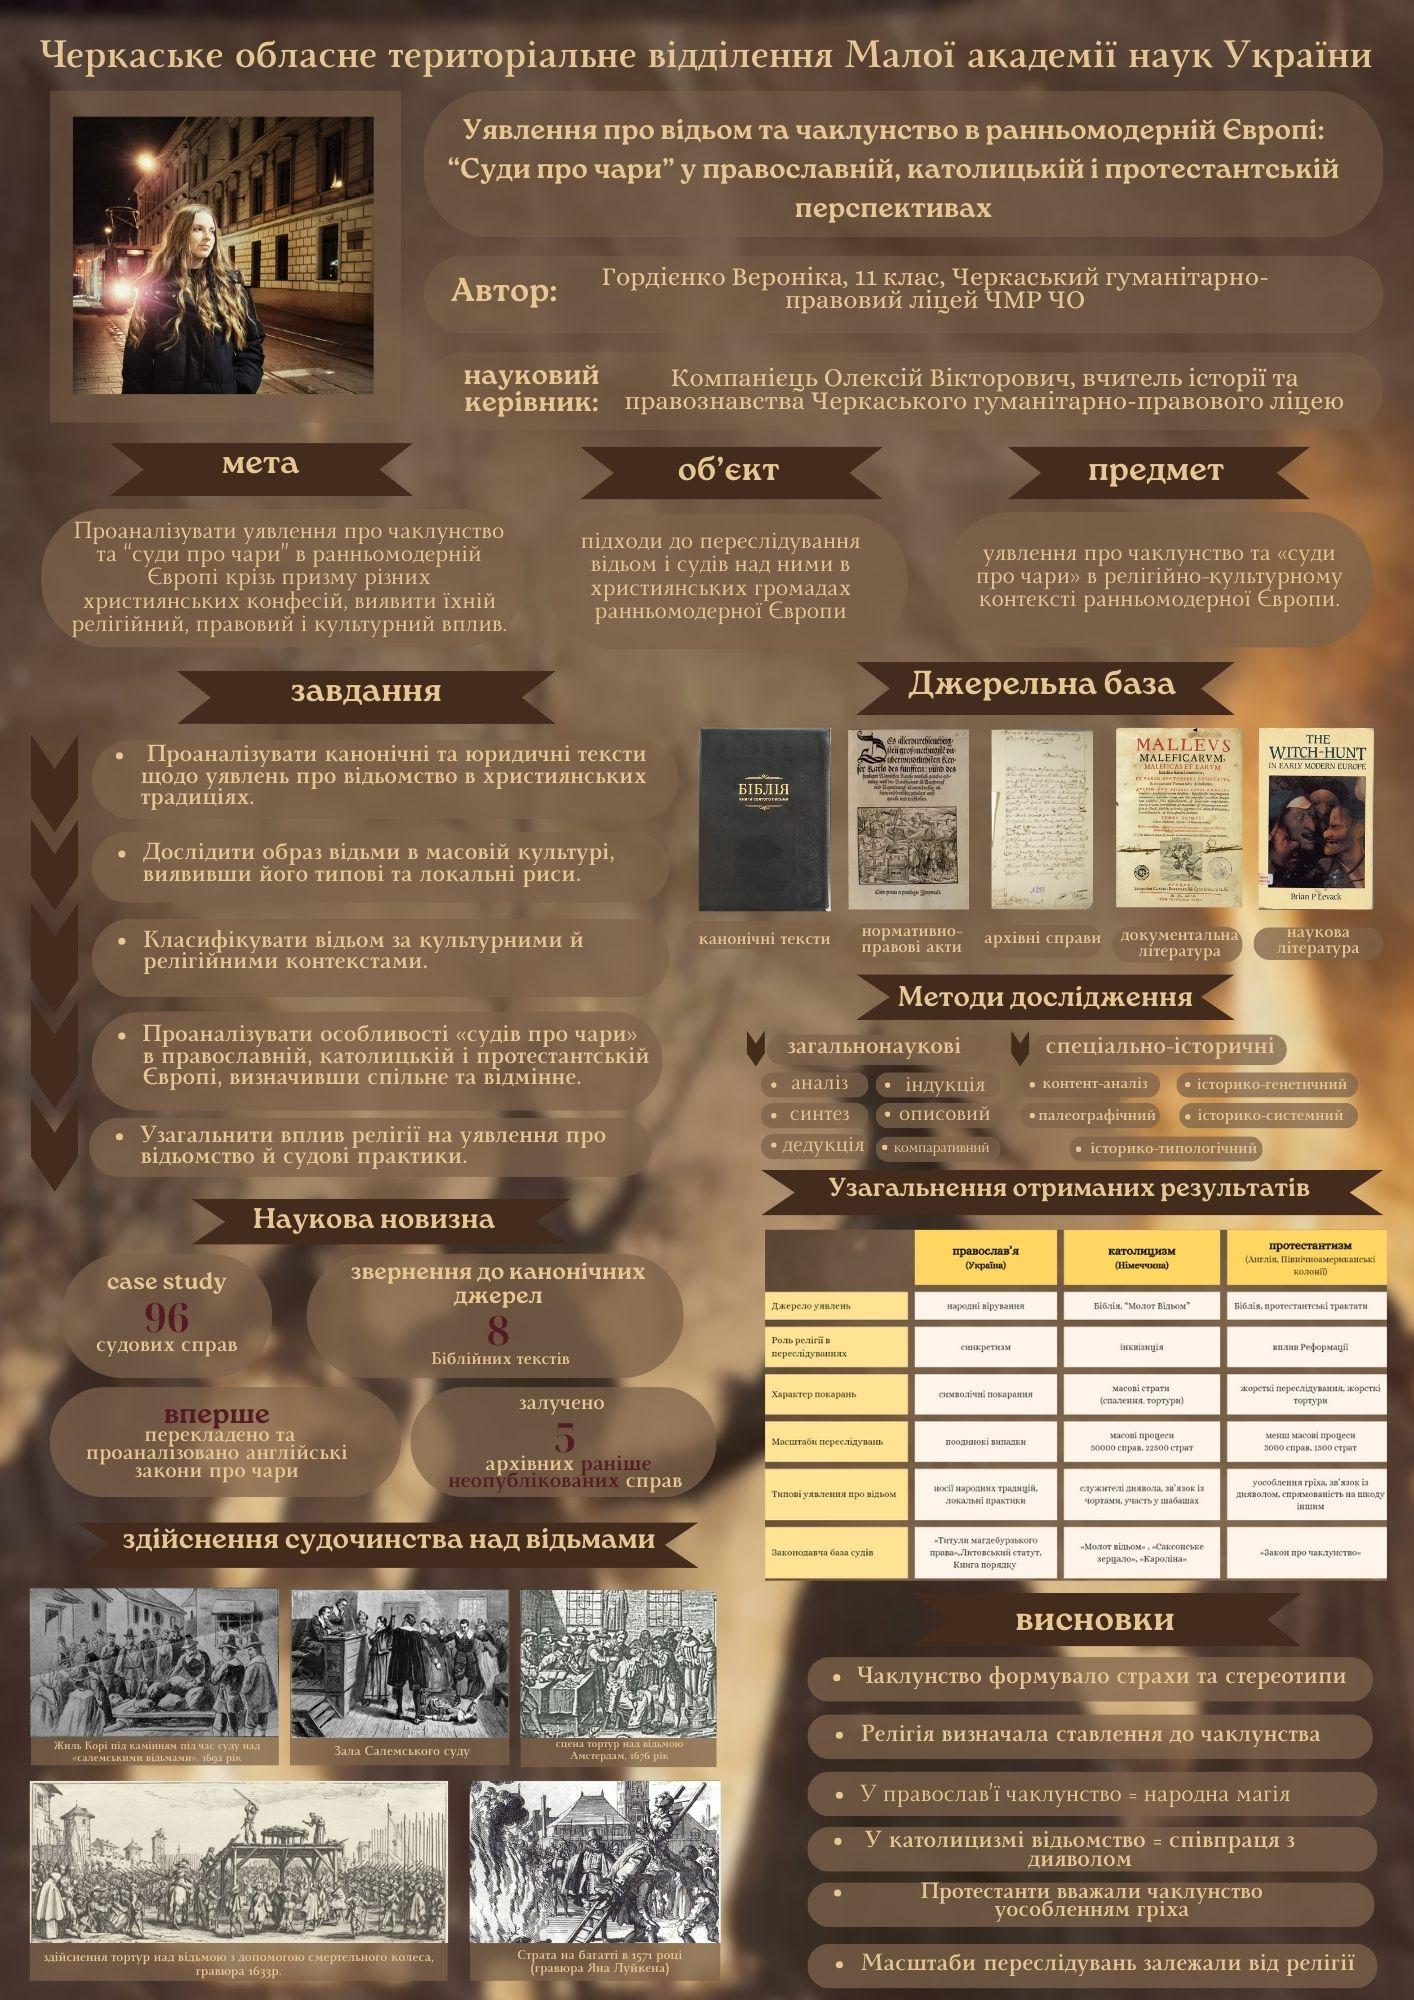 Черкаське обласне територіальне відділення Малої академії наук України
Уявлення про відьом та чаклунство в ранньомодерній Європі:
“Суди про чари” у православній, католицькій і протестантській
перспективах
Автор:
Гордієнко Вероніка, 11 клас, Черкаський гуманітарно-
правовий ліцей ЧМР ЧО
науковий
керівник:
Компанієць Олексій Вікторович, вчитель історії та
правознавства Черкаського гуманітарно-правового ліцею
мета
Проаналізувати уявлення про чаклунство
та “суди про чари” в ранньомодерній
Європі крізь призму різних
християнських конфесій, виявити їхній
релігійний, правовий і культурний вплив.
об’єкт
підходи до переслідування
відьом і судів над ними в
християнських громадах
ранньомодерної Європи
предмет
уявлення про чаклунство та «суди
про чари» в релігійно-культурному
контексті ранньомодерної Європи.
завдання
• Проаналізувати канонічні та юридичні тексти
щодо уявлень про відьомство в християнських
традиціях.
• Дослідити образ відьми в масовій культурі,
виявивши його типові та локальні риси.
• Класифікувати відьом за культурними й
релігійними контекстами.
• Проаналізувати особливості «судів про чари»
в православній, католицькій і протестантській
Європі, визначивши спільне та відмінне.
• Узагальнити вплив релігії на уявлення про
відьомство й судові практики.
Джерельна база
БІБЛІЯ
MALLEVS
MALEFICARVM,
MALEFICAS ET EARVM
THE
WITCH-HUNT
IN EARLY MODERN EUROPE
Brian P Levack
канонічні тексти
нормативно-
правові акти
архівні справи
документальна
література
наукова
література
Методи дослідження
загальнонаукові
• аналіз
• індукція
• синтез
• описовий
• дедукція
• компаративний
спеціально-історичні
• контент-аналіз
• історико-генетичний
• палеографічний
• історико-системний
• історико-типологічний
Наукова новизна
case study
96
судових справ
звернення до канонічних
джерел
8
Біблійних текстів
вперше
перекладено та
проаналізовано англійські
закони про чари
залучено
5
архівних раніше
неопублікованих справ
Узагальнення отриманих результатів
православ’я
(Україна)
католицизм
(Німеччина)
протестантизм
(Англія, Північноамериканські
колонії)
Джерело уявлень
народні вірування
Біблія, “Молот Відьом”
Біблія, протестантські трактати
Роль релігії в
переслідуваннях
синкретизм
інквізиція
вплив Реформації
Характер покарань
символічні покарання
масові страти
(спалення, тортури)
жорсткі переслідування, жорсткі
тортури
Масштаби переслідувань
поодинокі випадки
масові процеси
50000 справ, 22500 страт
менш масові процеси
3000 справ, 1500 страт
Типові уявлення про відьом
носії народних традицій,
локальні практики
служителі диявола, зв’язок із
чортами, участь у шабашах
уособлення гріха, зв’язок із
дияволом, спрямованість на шкоду
іншим
Законодавча база судів
«Титули магдебурзького
права»,Литовський статут,
Книга порядку
«Молот відьом» , «Саксонське
зерцало», «Кароліна»
«Закон про чаклунство»
здійснення судочинства над відьмами
Жиль Корі під камінням під час суду над
«салемськими відьмами». 1692 рік
Зала Салемського суду
сцена тортур над відьмою
Амстердам, 1676 рік
здійснення тортур над відьмою з допомогою смертельного колеса,
гравюра 1633р.
Страта на багатті в 1571 році
(гравюра Яна Луйкена)
висновки
• Чаклунство формувало страхи та стереотипи
• Релігія визначала ставлення до чаклунства
• У православ’ї чаклунство = народна магія
• У католицизмі відьомство = співпраця з
дияволом
• Протестанти вважали чаклунство
уособленням гріха
• Масштаби переслідувань залежали від релігії